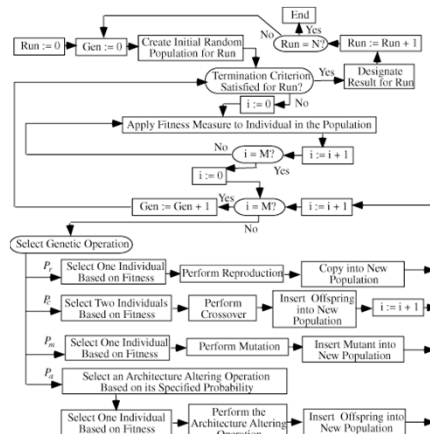 End
Yes
No
Run := 0
Gen := 0
Create Initial Random
Population for Run
Run = N?
Run := Run + 1
Termination Criterion
Satisfied for Run?
Yes
Designate
Result for Run
No
i := 0
Apply Fitness Measure to Individual in the Population
No
i = M?
i := i + 1
Yes
i := 0
Gen := Gen + 1
Yes
i = M?
i := i + 1
No
Select Genetic Operation
Pr
Select One Individual
Based on Fitness
Perform Reproduction
Copy into New
Population
Pc
Select Two Individuals
Based on Fitness
Perform
Crossover
Insert Offspring
into New
Population
i := i + 1
Pm
Select One Individual
Based on Fitness
Perform Mutation
Insert Mutant into
New Population
Pa
Select an Architecture Altering Operation
Based on its Specified Probability
Select One Individual
Based on Fitness
Perform the
Architecture Altering
Operation
Insert Offspring into
New Population